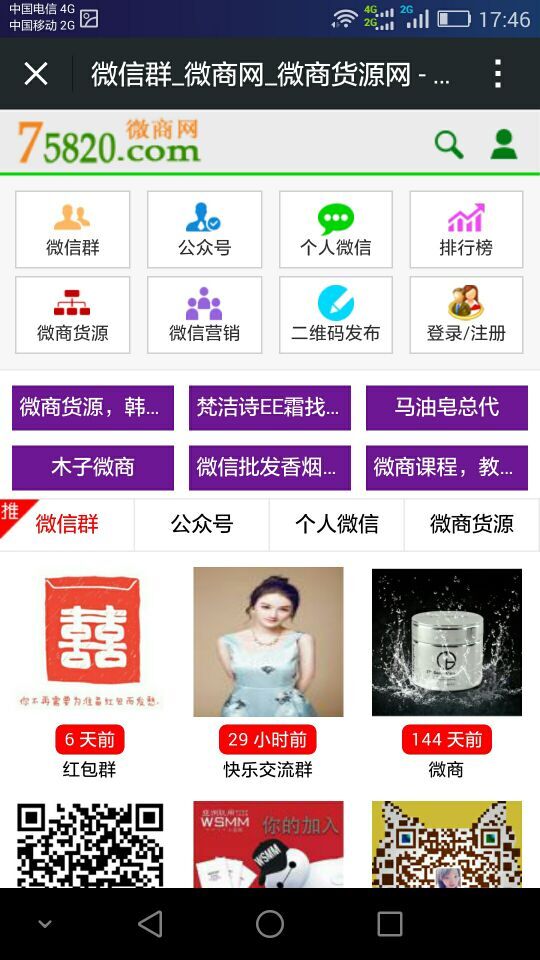 中国电信 4G
中国移动 2G
4G
2G
2G
17:46
微信群_微商网_微商货源网 - ...
75820.com
微商网
微信群
公众号
个人微信
排行榜
微商货源
微信营销
二维码发布
登录/注册
微商货源，韩...
梵洁诗EE霜找...
马油皂总代
木子微商
微信批发香烟...
微商课程，教...
推
微信群
公众号
个人微信
微商货源
囍
你不再需要为准备红包而发愁.
6 天前
29 小时前
144 天前
红包群
快乐交流群
微商
WSMM
你的加入
WSMM